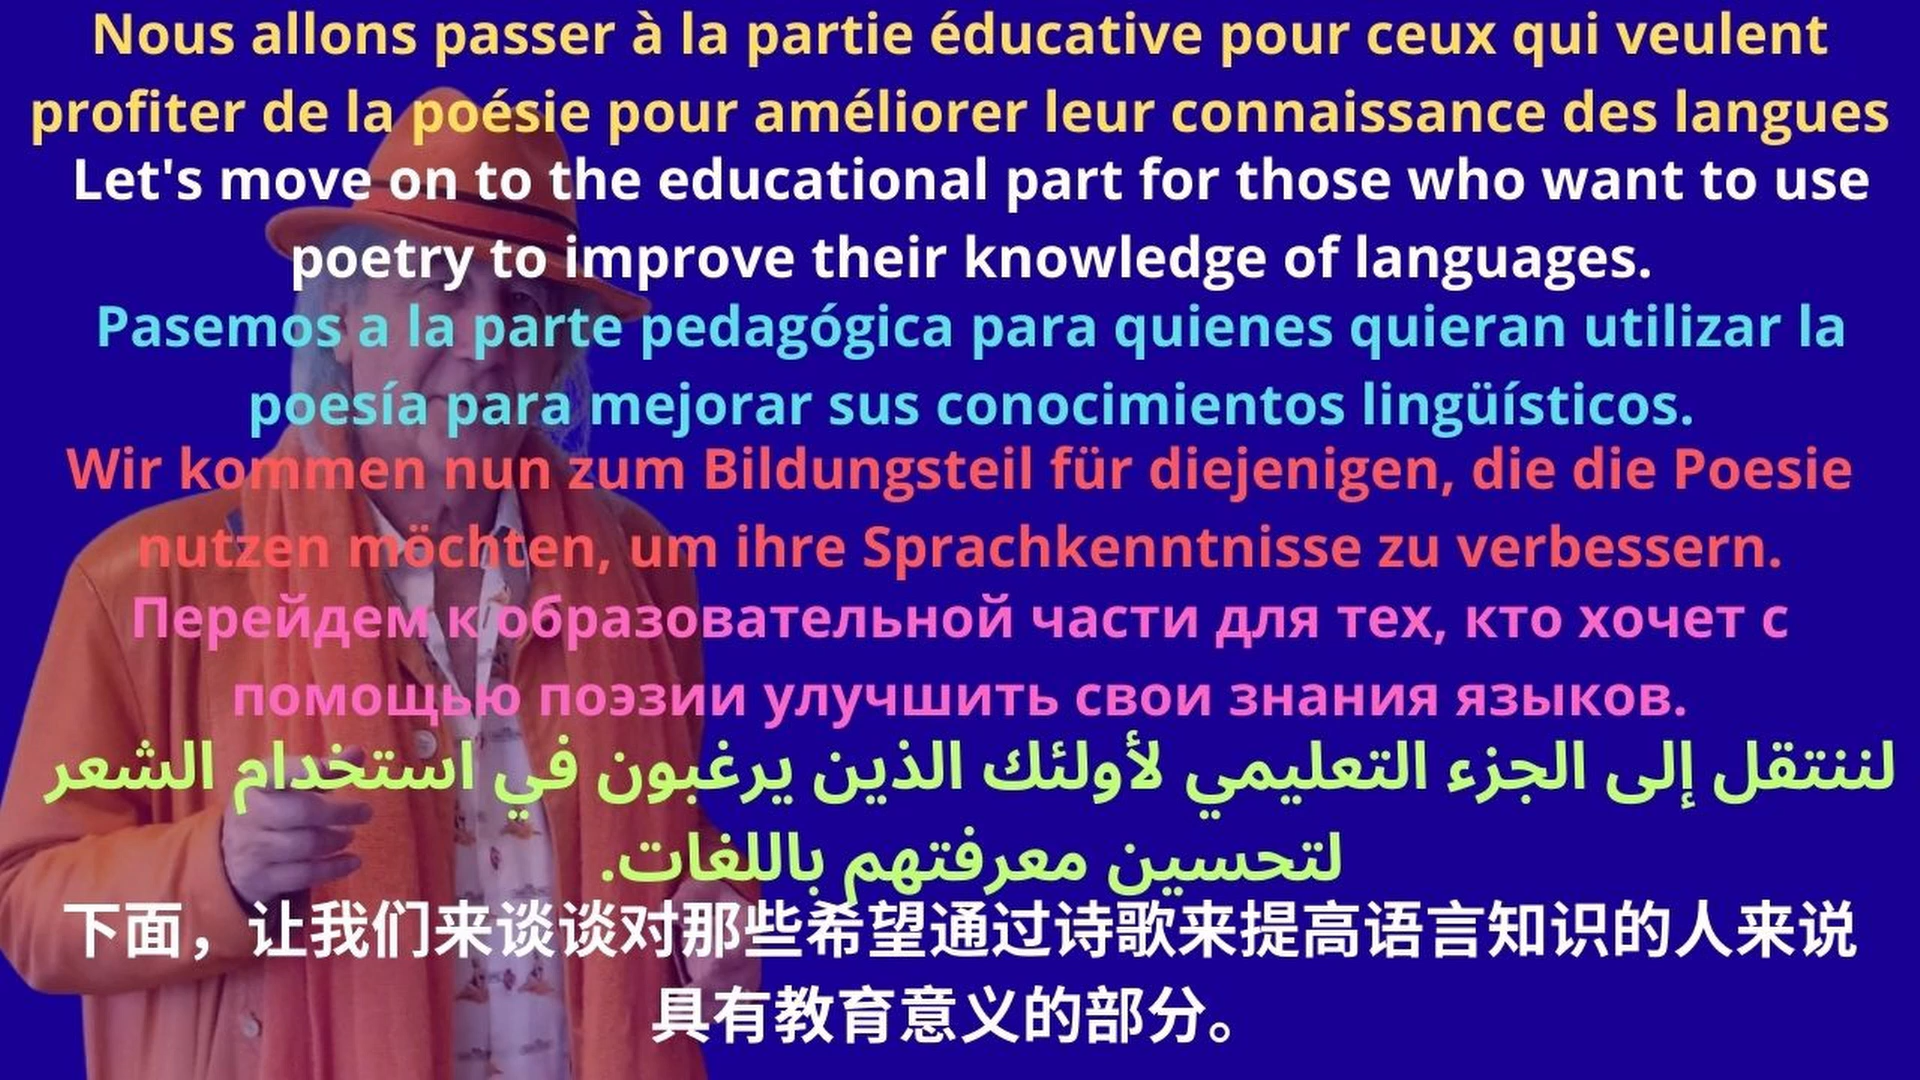 Nous allons passer à la partie éducative pour ceux qui veulent
profiter de la poésie pour améliorer leur connaissance des langues
Let's move on to the educational part for those who want to use
poetry to improve their knowledge of languages.
Pasemos a la parte pedagógica para quienes quieran utilizar la
poesía para mejorar sus conocimientos lingüísticos.
Wir kommen nun zum Bildungsteil für diejenigen, die die Poesie
nutzen möchten, um ihre Sprachkenntnisse zu verbessern.
Перейдем к образовательной части для тех, кто хочет с
помощью поэзии улучшить свои знания языков.
لننتقل إلى الجزء التعليمي لأولئك الذين يرغبون في استخدام الشعر
لتحسين معرفتهم باللغات.
下面，让我们来谈谈对那些希望通过诗歌来提高语言知识的人来说
具有教育意义的部分。